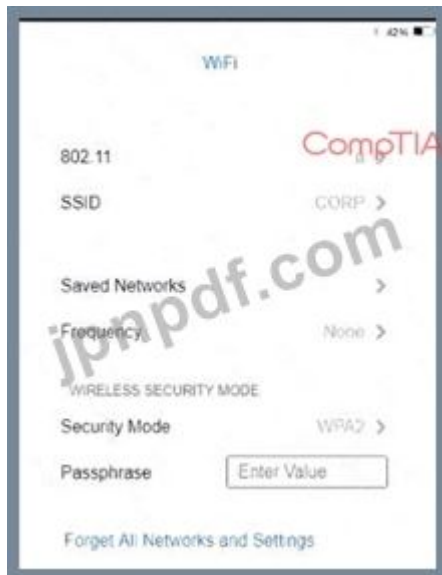 42%
WiFi
CompTIA
802.11
SSID CORP >
Saved Networks >
Frequency None >
WIRELESS SECURITY MODE
Security Mode WPA2 >
Passphrase Enter Value
Forget All Networks and Settings
jpnpdf.com